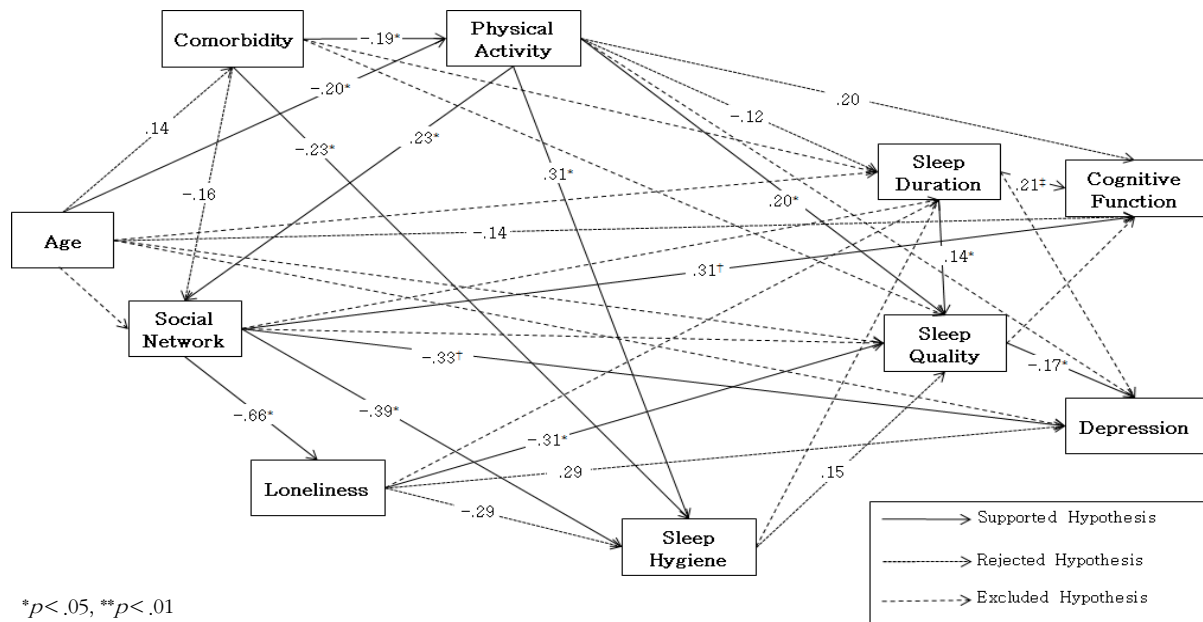 Comorbidity
Physical
Activity
-.19*
-.20*
.14
.20
-.12
-.23*
.23*
.31*
Sleep
Duration
.21‡
Cognitive
Function
-.16
.20*
Age
-.14
.31†
.14*
Social
Network
Sleep
Quality
-.33†
-.17*
-.66*
-.39*
Depression
-.31*
Loneliness
.29
.15
-.29
Sleep
Hygiene
Supported Hypothesis
Rejected Hypothesis
Excluded Hypothesis
*p< .05, **p< .01